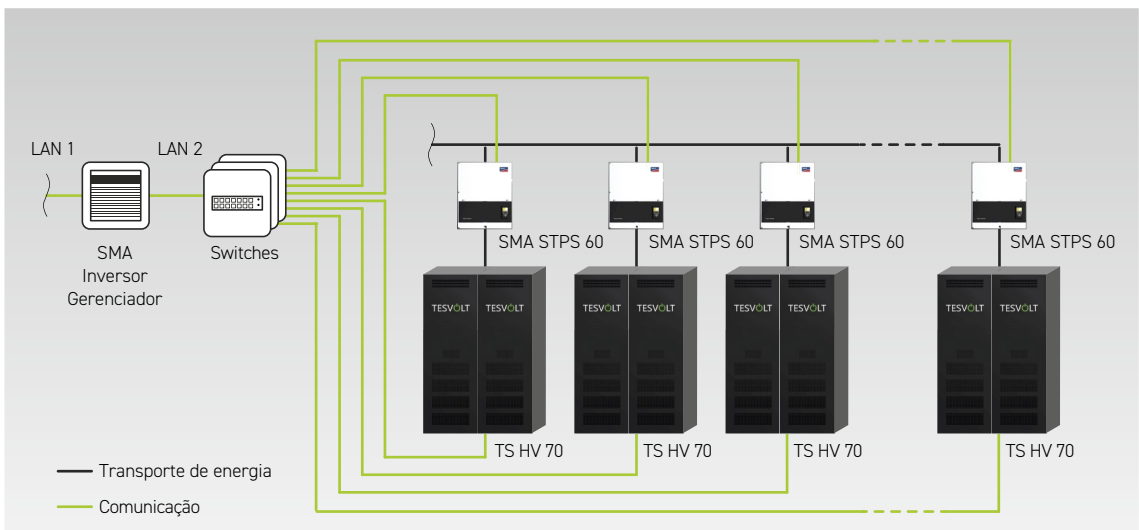 LAN 1
LAN 2
SMA
Inversor
Gerenciador
Switches
SMA STPS 60
SMA STPS 60
SMA STPS 60
SMA STPS 60
TESVOLT TESVOLT
TESVOLT TESVOLT
TESVOLT TESVOLT
TESVOLT TESVOLT
TS HV 70
TS HV 70
TS HV 70
TS HV 70
Transporte de energia
Comunicação